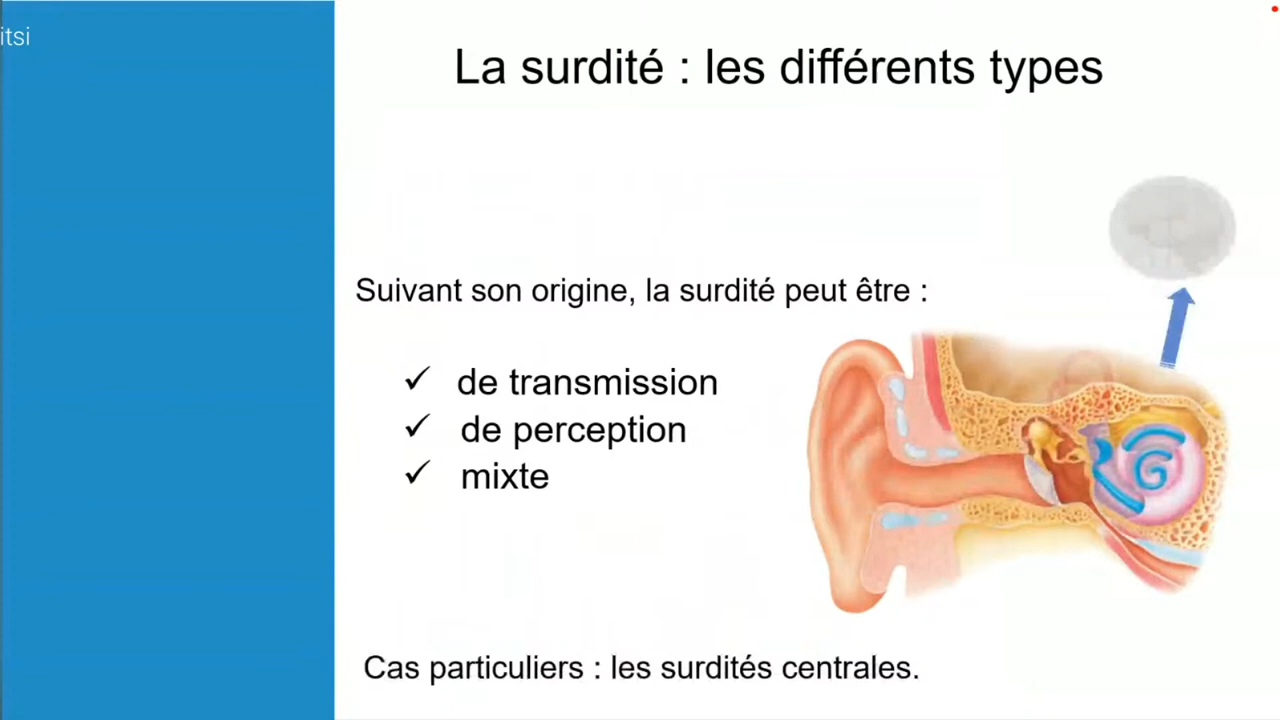 itsi
La surdité : les différents types
Suivant son origine, la surdité peut être :
✓ de transmission
✓ de perception
✓ mixte
Cas particuliers : les surdités centrales.